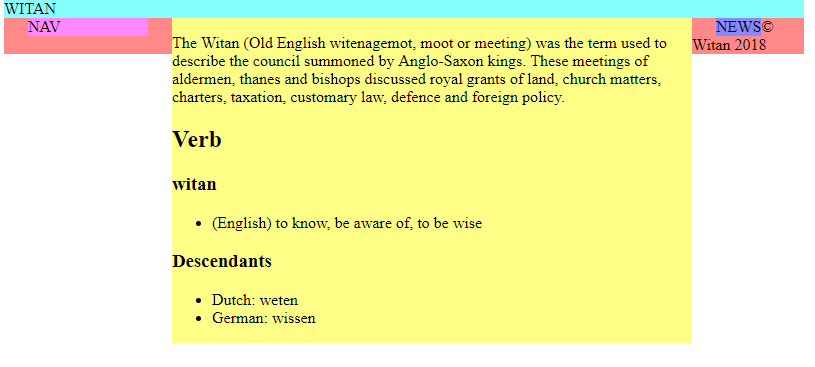 WITAN
NAV
The Witan (Old English witenagemot, moot or meeting) was the term used to
describe the council summoned by Anglo-Saxon kings. These meetings of
aldermen, thanes and bishops discussed royal grants of land, church matters,
charters, taxation, customary law, defence and foreign policy.
Verb
witan
• (English) to know, be aware of, to be wise
Descendants
• Dutch: weten
• German: wissen
NEWS©
Witan 2018